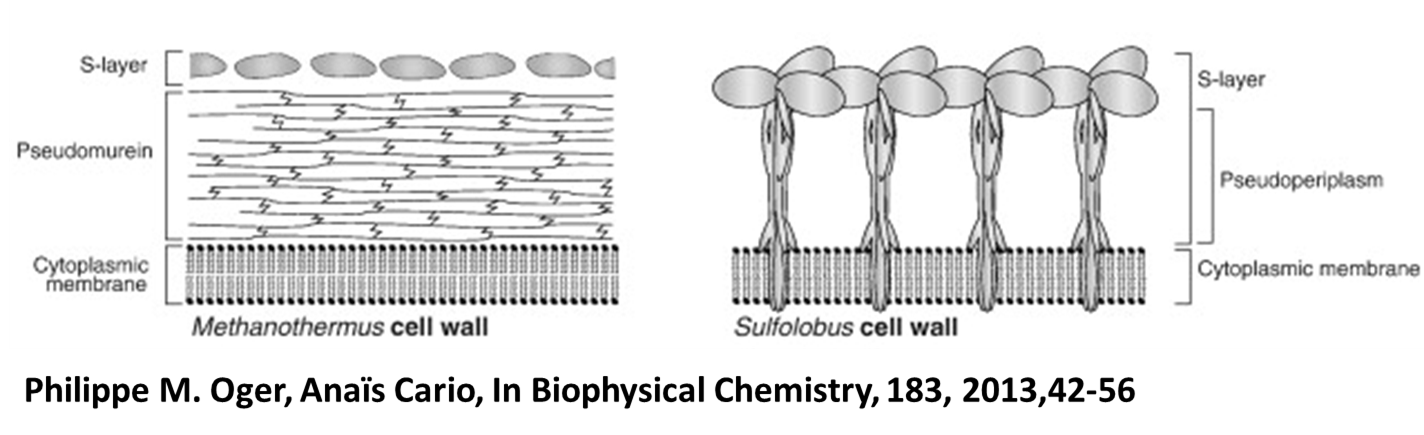 S-layer
Pseudomurein
Cytoplasmic
membrane
Methanothermus cell wall
S-layer
Pseudoperiplasm
Cytoplasmic membrane
Sulfolobus cell wall
Philippe M. Oger, Anaïs Cario, In Biophysical Chemistry, 183, 2013,42-56